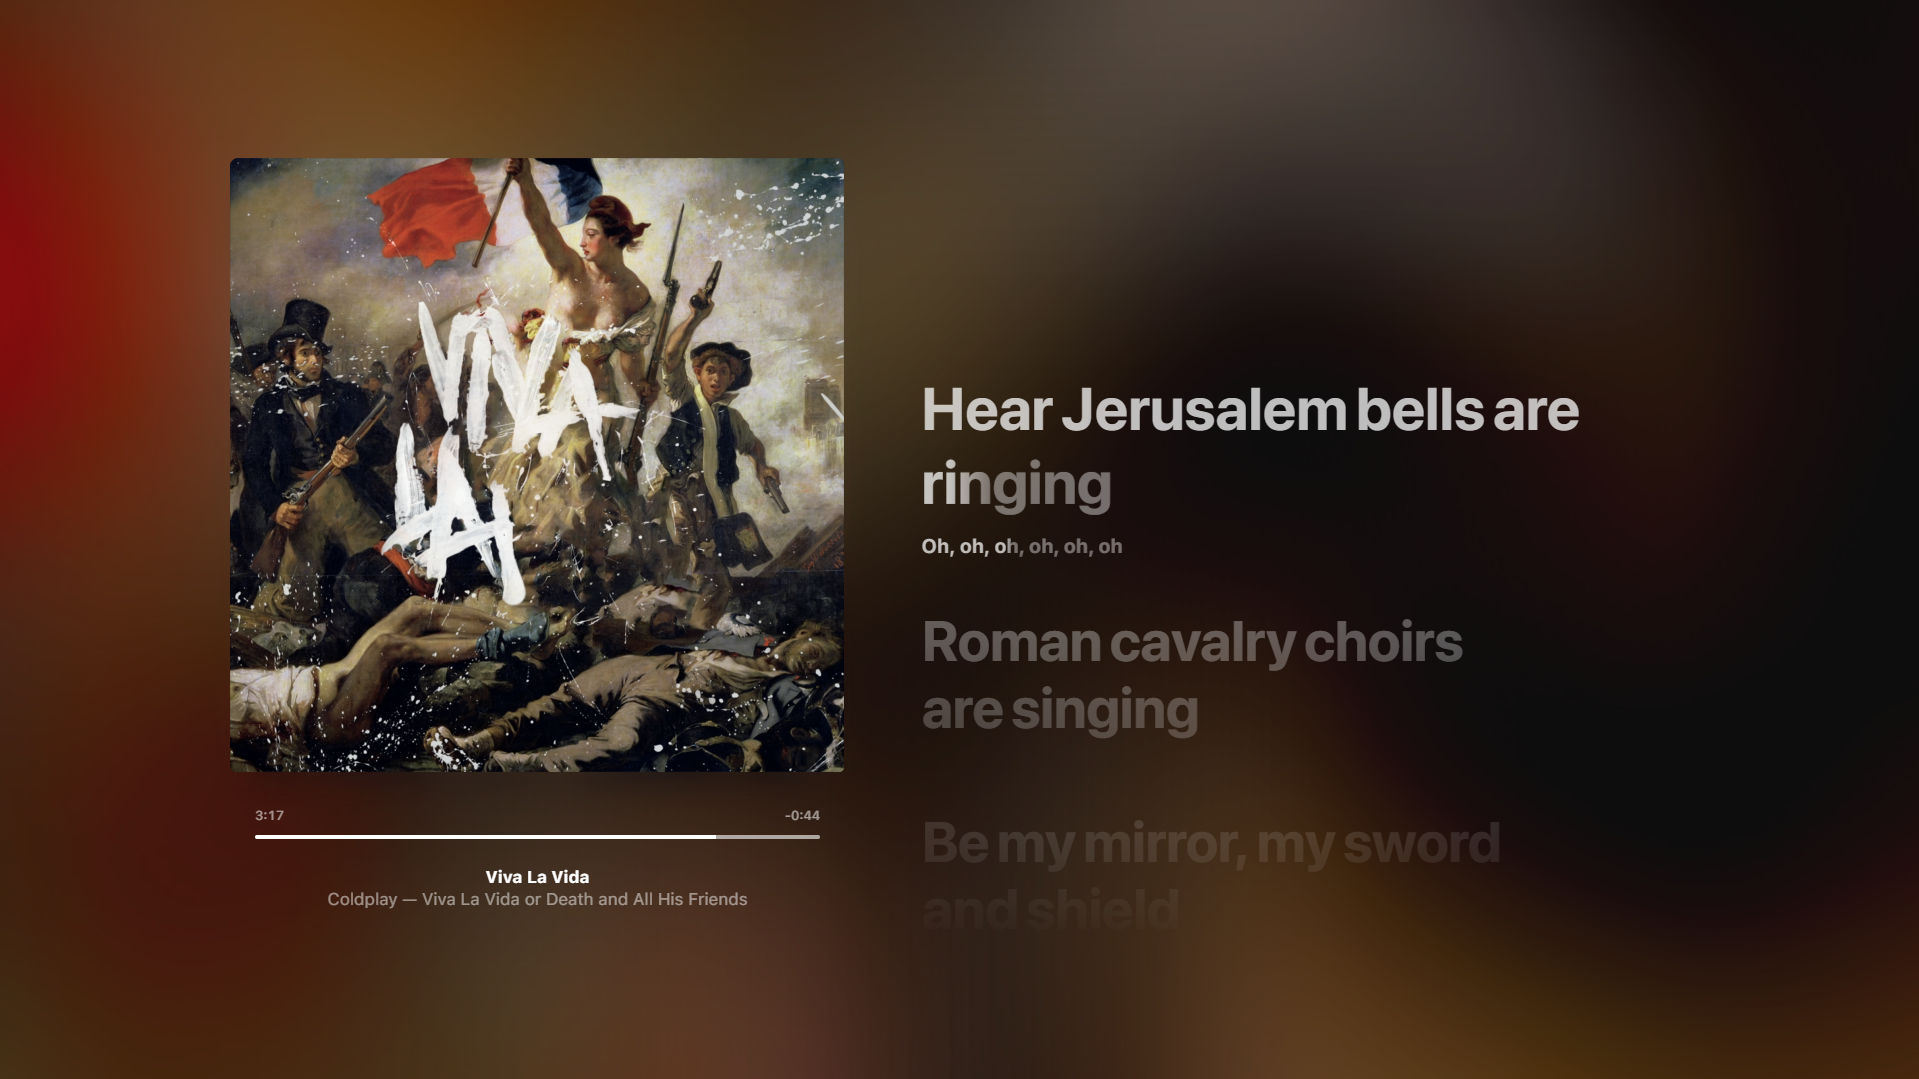 VIVA
LA
3:17
-0:44
Viva La Vida
Coldplay — Viva La Vida or Death and All His Friends
Hear Jerusalem bells are
ringing
Oh, oh, oh, oh, oh, oh
Roman cavalry choirs
are singing
Be my mirror, my sword
and shield